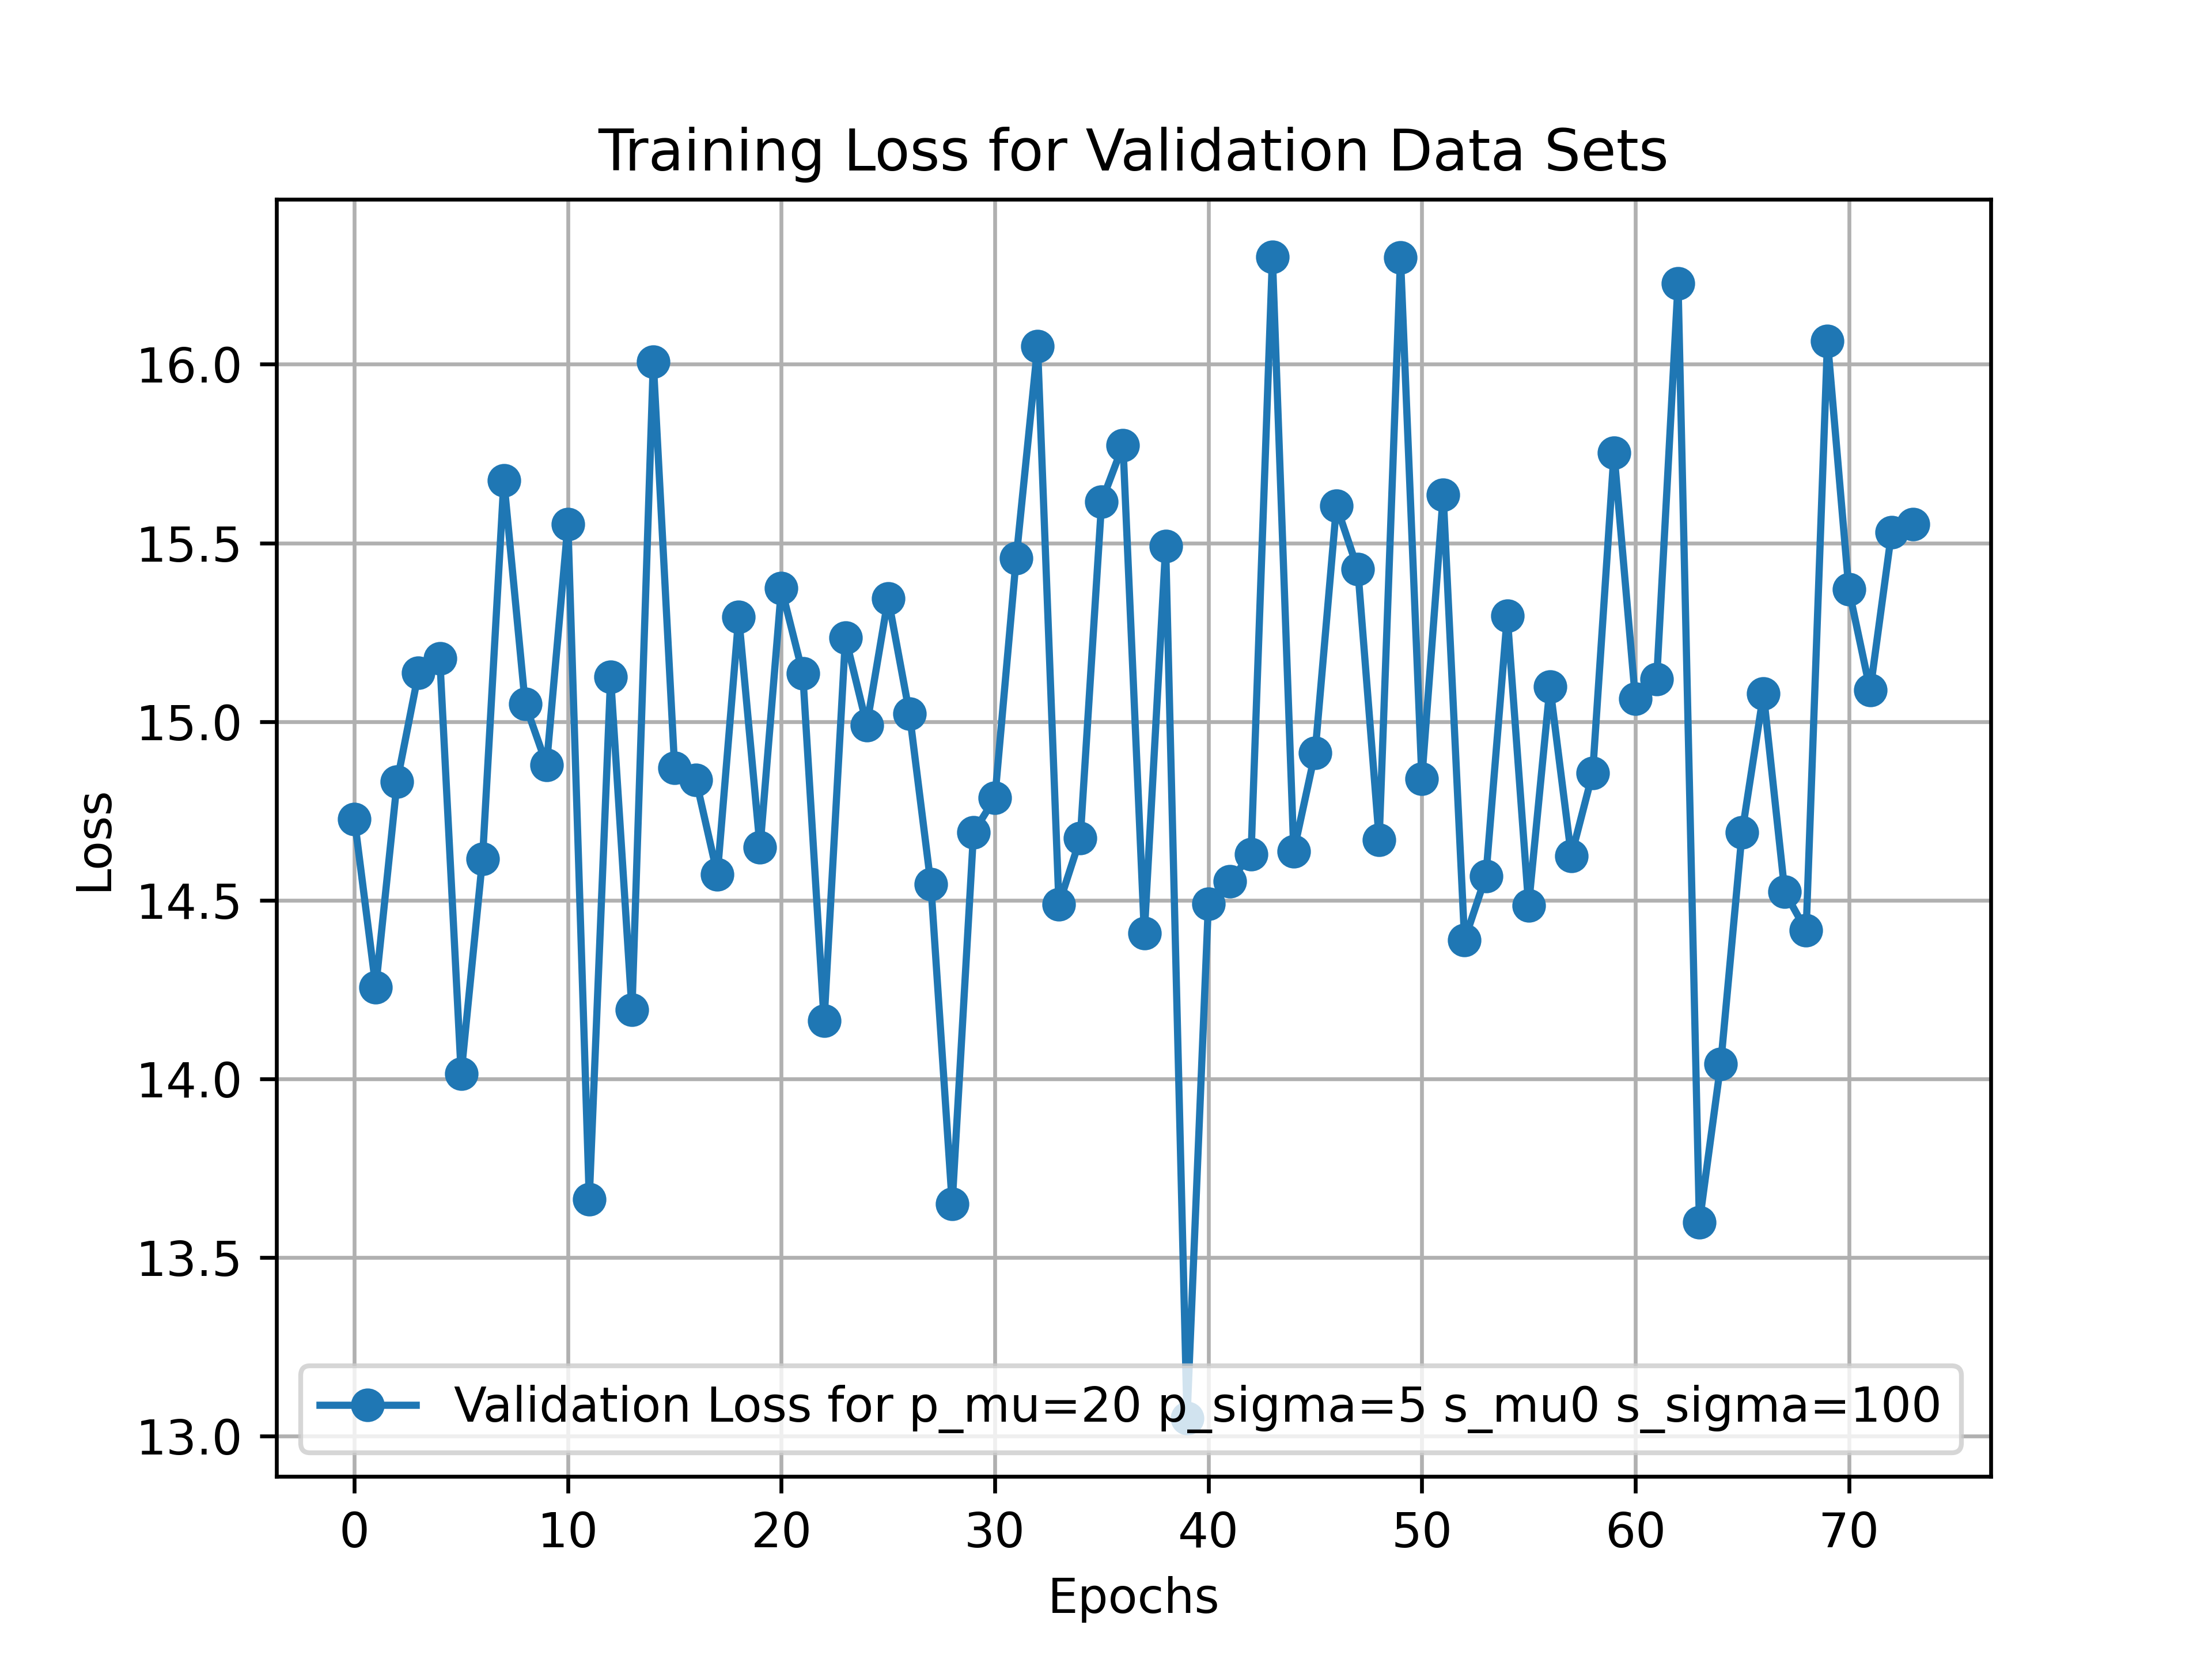 Training Loss for Validation Data Sets
16.0
15.5
15.0
14.5
14.0
13.5
13.0
Loss
Validation Loss for p_mu=20 p_sigma=5 s_mu0 s_sigma=100
0 10 20 30 40 50 60 70
Epochs